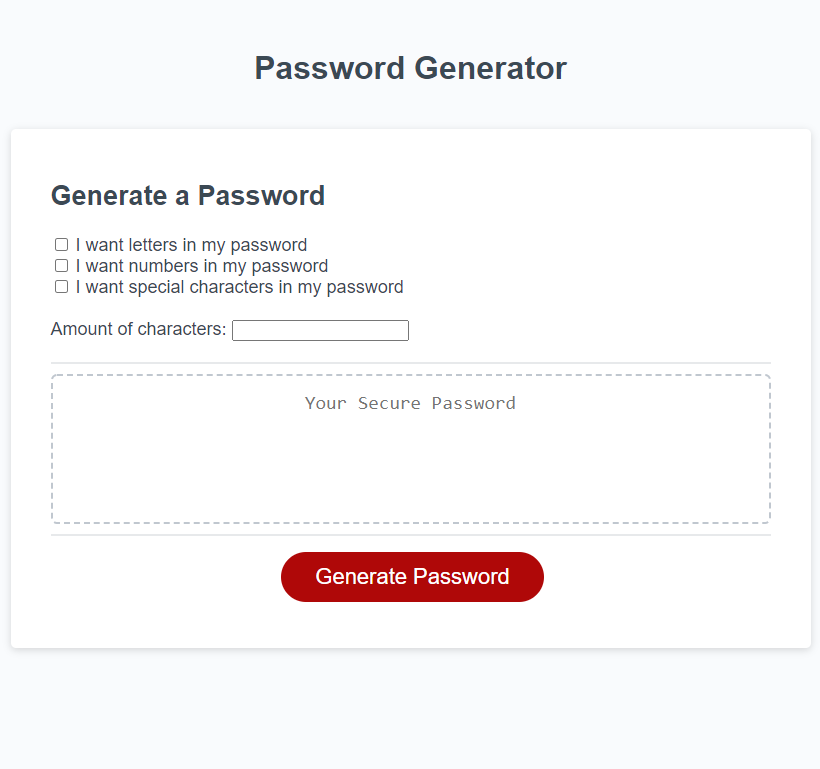 Password Generator
Generate a Password
I want letters in my password
I want numbers in my password
I want special characters in my password
Amount of characters:
Your Secure Password
Generate Password